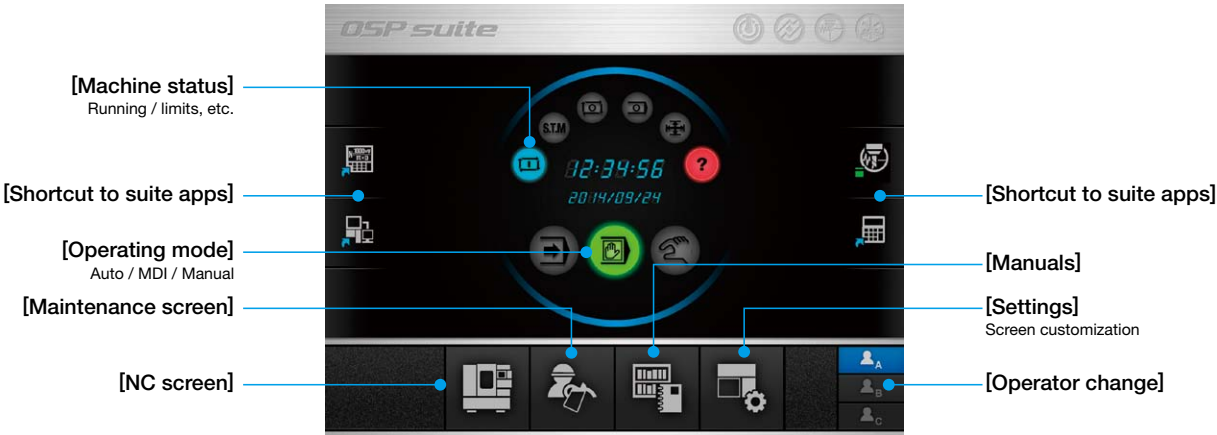 OSP suite
[Machine status]
Running / limits, etc.
S.T.M
?
12:34:56
2014/09/24
[Shortcut to suite apps]
[Shortcut to suite apps]
[Operating mode]
Auto / MDI / Manual
[Manuals]
[Maintenance screen]
[Settings]
Screen customization
[NC screen]
A
B
C
[Operator change]